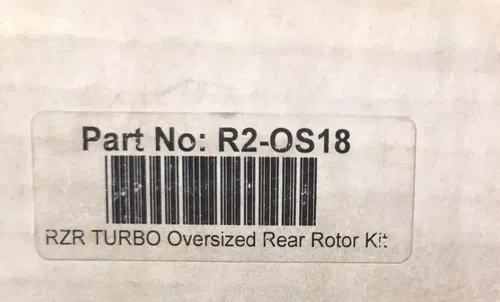 Part No: R2-OS18
RZR TURBO Oversized Rear Rotor Kit